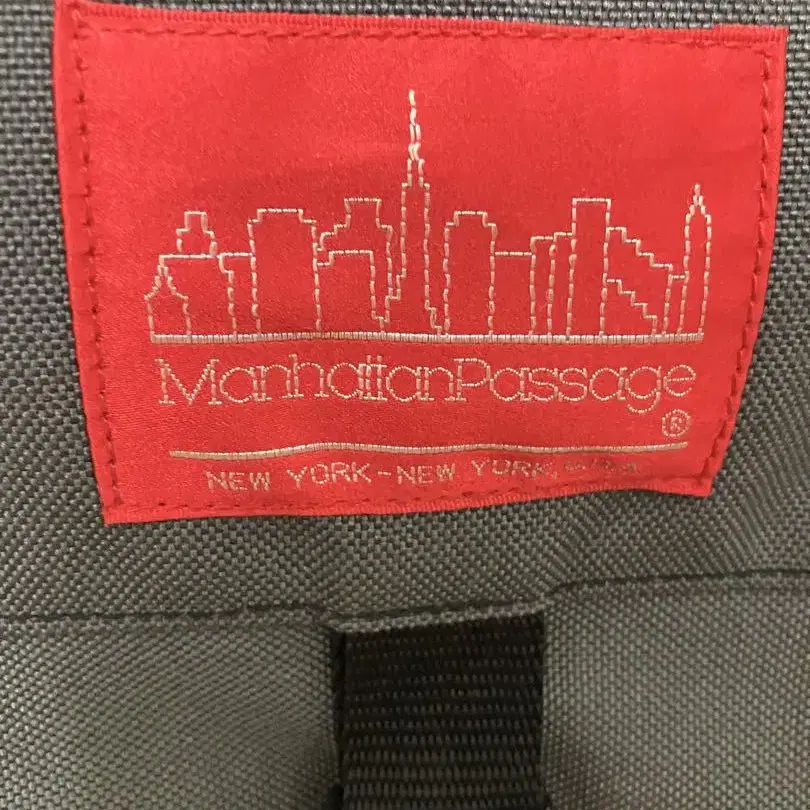 ManhattanPassage
®
NEW YORK-NEW YORK, U.S.A.